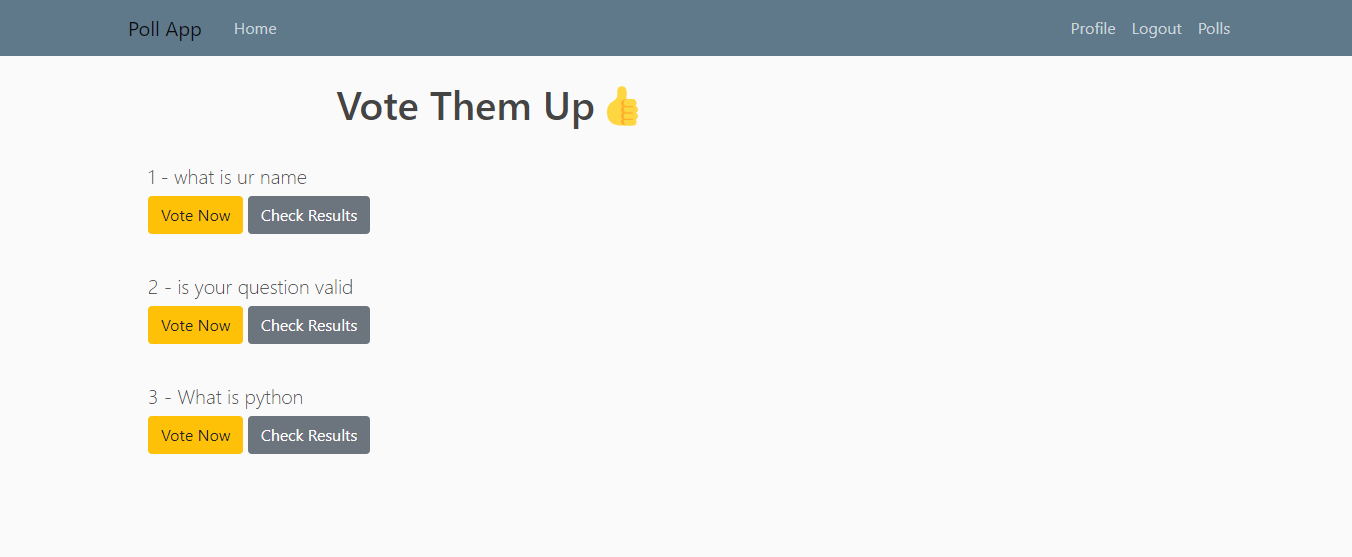 Poll App Home Profile Logout Polls
Vote Them Up 👍
1 - what is ur name
Vote Now Check Results
2 - is your question valid
Vote Now Check Results
3 - What is python
Vote Now Check Results